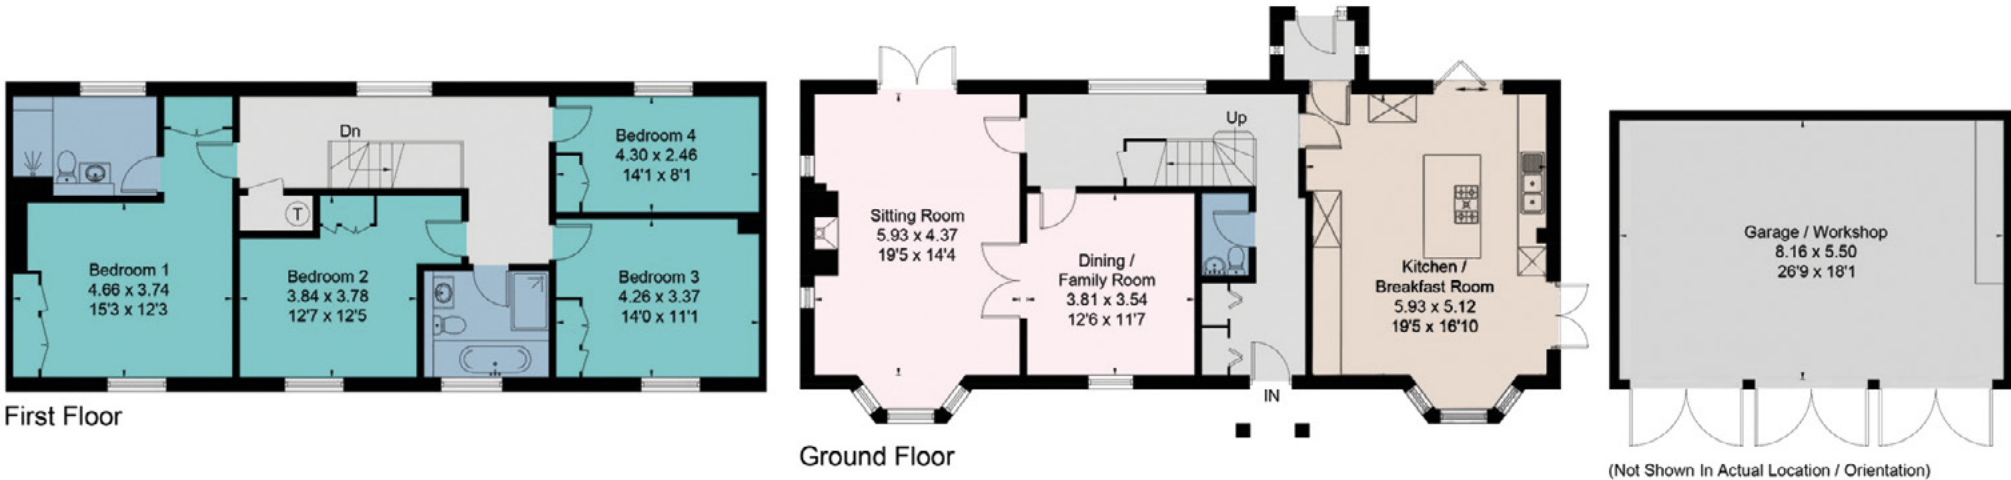 Dn
T
Bedroom 1
4.66 x 3.74
15'3 x 12'3
Bedroom 2
3.84 x 3.78
12'7 x 12'5
Bedroom 4
4.30 x 2.46
14'1 x 8'1
Bedroom 3
4.26 x 3.37
14'0 x 11'1
First Floor
Sitting Room
5.93 x 4.37
19'5 x 14'4
Up
Dining /
Family Room
3.81 x 3.54
12'6 x 11'7
IN
Kitchen /
Breakfast Room
5.93 x 5.12
19'5 x 16'10
Ground Floor
Garage / Workshop
8.16 x 5.50
26'9 x 18'1
(Not Shown In Actual Location / Orientation)